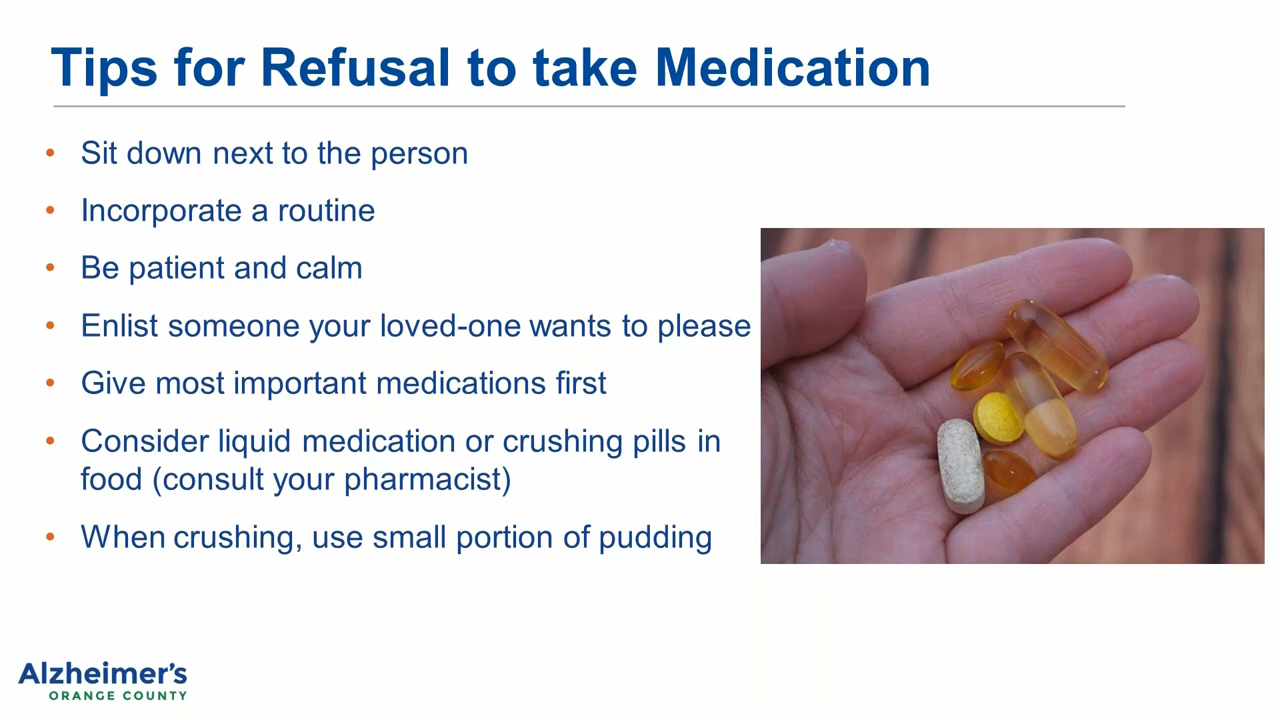 Tips for Refusal to take Medication
• Sit down next to the person
• Incorporate a routine
• Be patient and calm
• Enlist someone your loved-one wants to please
• Give most important medications first
• Consider liquid medication or crushing pills in
food (consult your pharmacist)
• When crushing, use small portion of pudding
Alzheimer's
ORANGE COUNTY